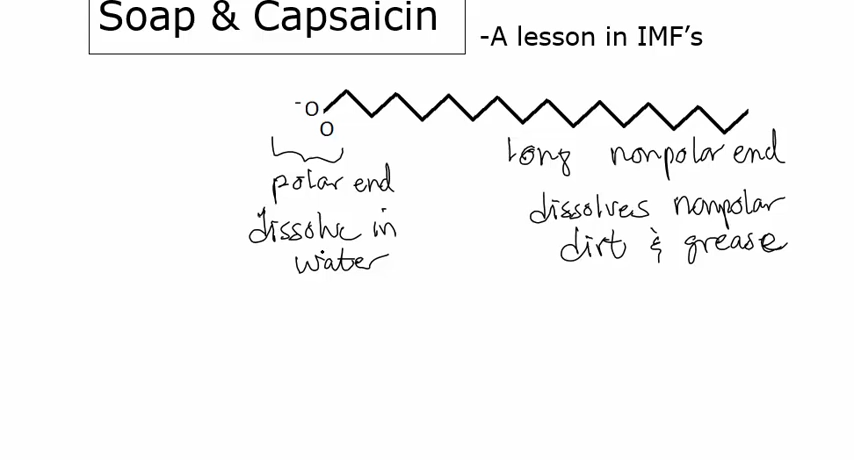 Soap & Capsaicin
-A lesson in IMF's
-O
O
polar end
dissolve in
water
long nonpolar end
dissolves nonpolar
dirt & grease